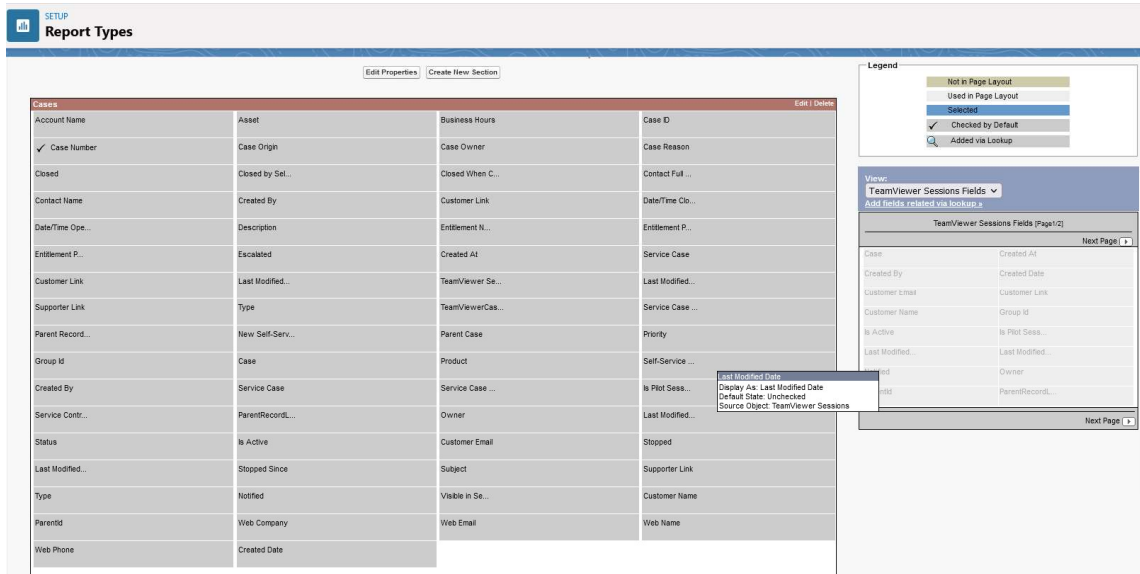 SETUP
Report Types
Edit Properties Create New Section
Cases Edit | Delete
Account Name Asset Business Hours Case ID
Case Number Case Origin Case Owner Case Reason
Closed Closed by Sel... Closed When C... Contact Full ...
Contact Name Created By Customer Link Date/Time Clo...
Date/Time Ope... Description Entitlement N... Entitlement P...
Entitlement P... Escalated Created At Service Case
Customer Link Last Modified... TeamViewer Se... Last Modified...
Supporter Link Type TeamViewerCas... Service Case ...
Parent Record... New Self-Serv... Parent Case Priority
Group Id Case Product Self-Service ...
Created By Service Case Service Case ... Is Pilot Sess...
Service Contr... ParentRecordL... Owner Last Modified...
Status Is Active Customer Email Stopped
Last Modified... Stopped Since Subject Supporter Link
Type Notified Visible in Se... Customer Name
ParentId Web Company Web Email Web Name
Web Phone Created Date
Last Modified Date
Display As: Last Modified Date
Default State: Unchecked
Source Object: TeamViewer Sessions
Legend
Not in Page Layout
Used in Page Layout
Selected
Checked by Default
Added via Lookup
View:
TeamViewer Sessions Fields
Add fields related via lookup »
TeamViewer Sessions Fields [Page1/2]
Next Page
Case Created At
Created By Created Date
Customer Email Customer Link
Customer Name Group Id
Is Active Is Pilot Sess...
Last Modified... Last Modified...
Owner
ParentRecordL...
Next Page